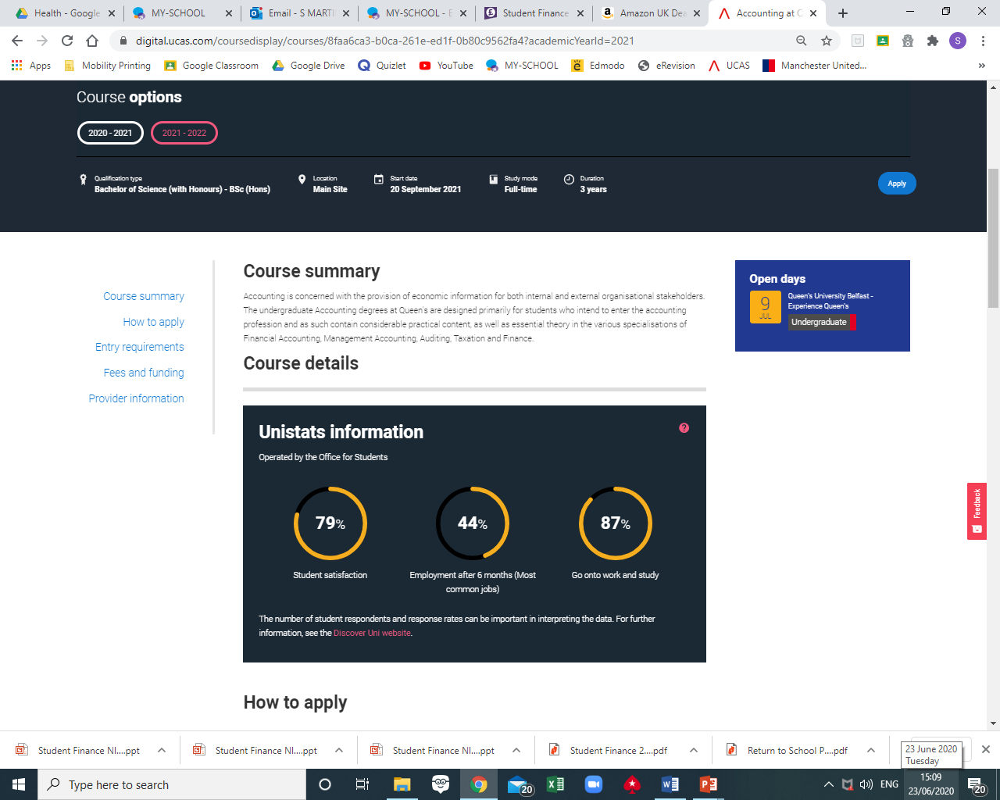 Health - Google
MY-SCHOOL
Email - S MARTI
MY-SCHOOL - E
Student Finance
Amazon UK Dea
Accounting at Q
digital.ucas.com/coursedisplay/courses/8faa6ca3-b0ca-261e-ed1f-0b80c9562fa4?academicYearId=2021
S
Apps
Mobility Printing
Google Classroom
Google Drive
Quizlet
YouTube
MY-SCHOOL
Edmodo
eRevision
UCAS
Manchester United...
»
Course options
2020 - 2021
2021 - 2022
Qualification type
Bachelor of Science (with Honours) - BSc (Hons)
Location
Main Site
Start date
20 September 2021
Study mode
Full-time
Duration
3 years
Apply
Course summary
How to apply
Entry requirements
Fees and funding
Provider information
Course summary
Accounting is concerned with the provision of economic information for both internal and external organisational stakeholders.
The undergraduate Accounting degrees at Queen's are designed primarily for students who intend to enter the accounting
profession and as such contain considerable practical content, as well as essential theory in the various specialisations of
Financial Accounting, Management Accounting, Auditing, Taxation and Finance.
Course details
Unistats information
?
Operated by the Office for Students
79%
Student satisfaction
44%
Employment after 6 months (Most
common jobs)
87%
Go onto work and study
The number of student respondents and response rates can be important in interpreting the data. For further
information, see the Discover Uni website.
How to apply
Open days
9
JUL
Queen's University Belfast -
Experience Queen's
Undergraduate
Feedback
Student Finance NI....ppt
Student Finance NI....ppt
Student Finance NI....ppt
Student Finance 2....pdf
Return to School P....pdf
23 June 2020
Tuesday
Type here to search
20
ENG
15:09
23/06/2020
20